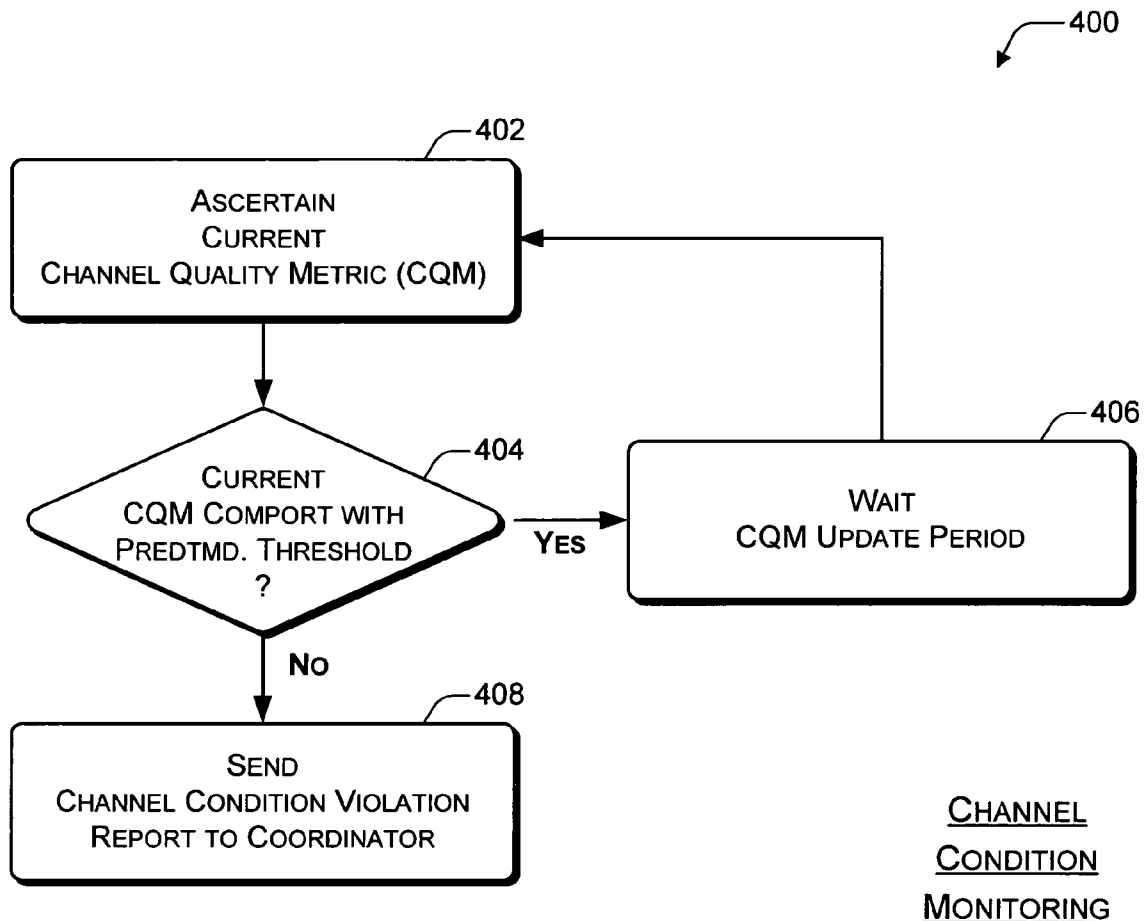 400
402
ASCERTAIN
CURRENT
CHANNEL QUALITY METRIC (CQM)
404
CURRENT
CQM COMPORT WITH
PREDTMD. THRESHOLD
?
YES
406
WAIT
CQM UPDATE PERIOD
NO
408
SEND
CHANNEL CONDITION VIOLATION
REPORT TO COORDINATOR
CHANNEL
CONDITION
MONITORING